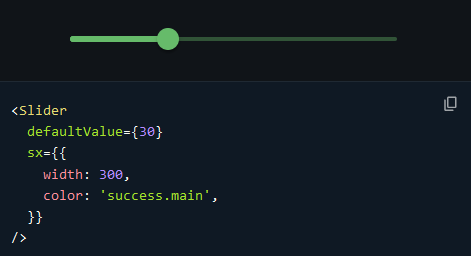 <Slider
  defaultValue={30}
  sx={{
    width: 300,
    color: 'success.main',
  }}
/>